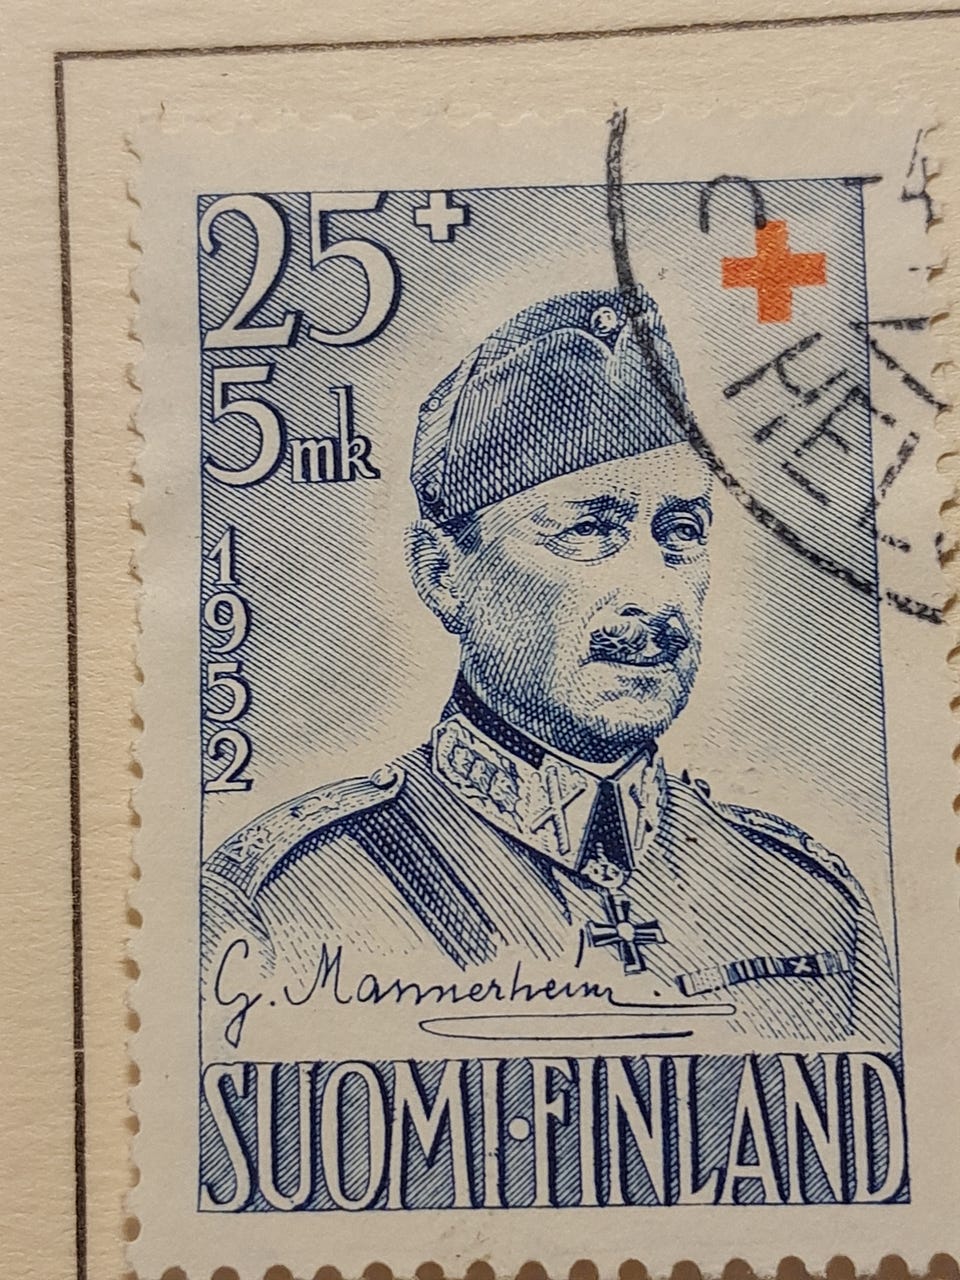 25+
5mk
1952
G. Mannerheim.
SUOMI·FINLAND